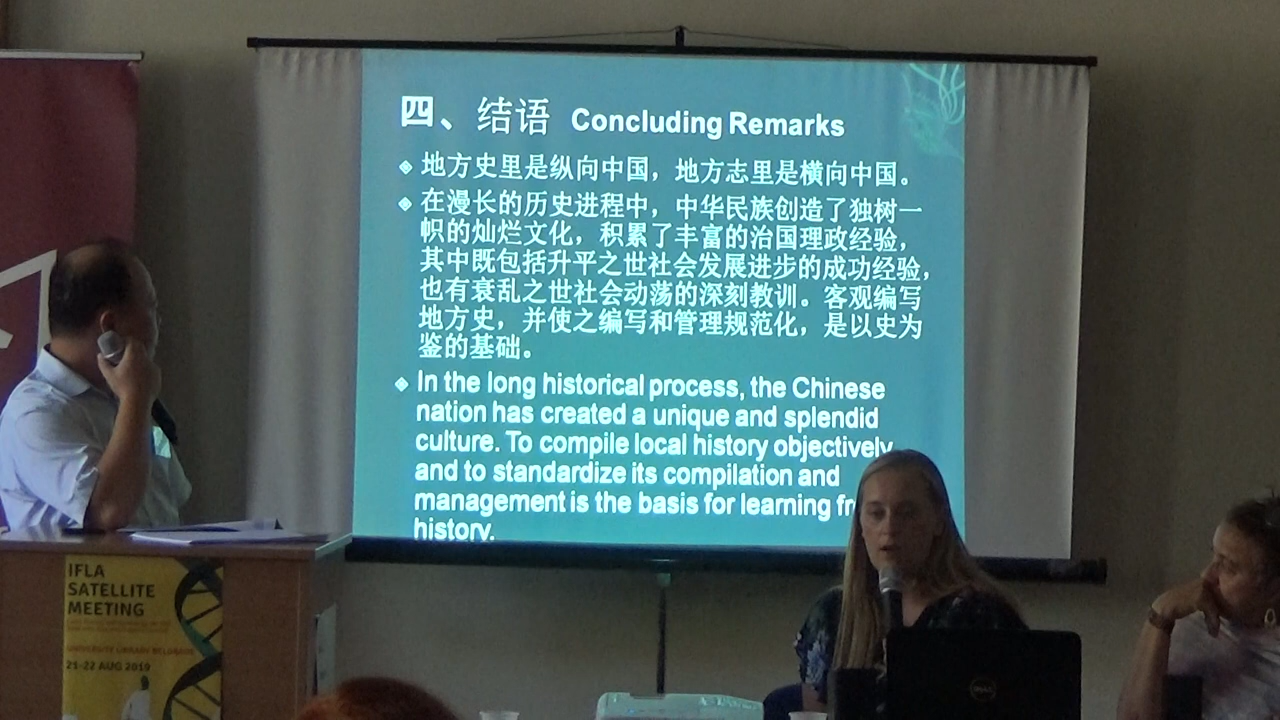 四、结语 Concluding Remarks
地方史里是纵向中国，地方志里是横向中国。
在漫长的历史进程中，中华民族创造了独树一
帜的灿烂文化，积累了丰富的治国理政经验，
其中既包括升平之世社会发展进步的成功经验，
也有衰乱之世社会动荡的深刻教训。客观编写
地方史，并使之编写和管理规范化，是以史为
鉴的基础。
In the long historical process, the Chinese
nation has created a unique and splendid
culture. To compile local history objectively
and to standardize its compilation and
management is the basis for learning
history.
IFLA
SATELLITE
MEETING
21-22 AUG 2019
DELL